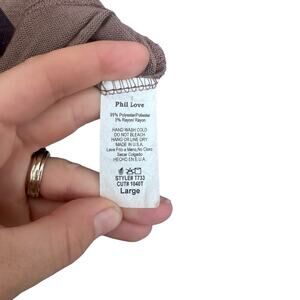 Phil Love
95% Polyester/Poliester
5% Rayon/ Rayon
HAND WASH COLD
DO NOT BLEACH
HANG OR LINE DRY
MADE IN
U.S.A.
Lave Frio a Mano,No Cloro
Secar Colgado
HECHO EN E.U.A.
STYLE# T733
CUT# 1040T
Large